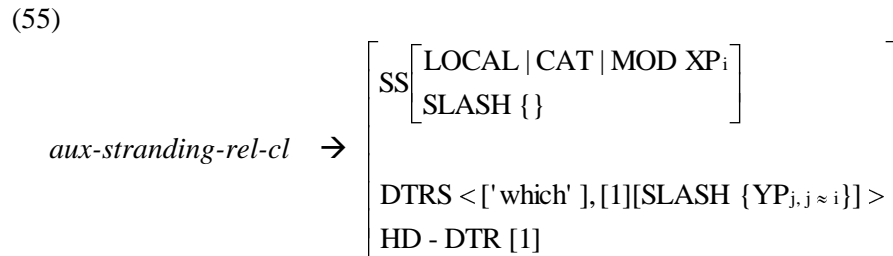 (55)
SS LOCAL | CAT | MOD XPi
SLASH {}
aux-stranding-rel-cl →
DTRS < ['which' ], [1][SLASH {YPj, j ≈ i}] >
HD - DTR [1]